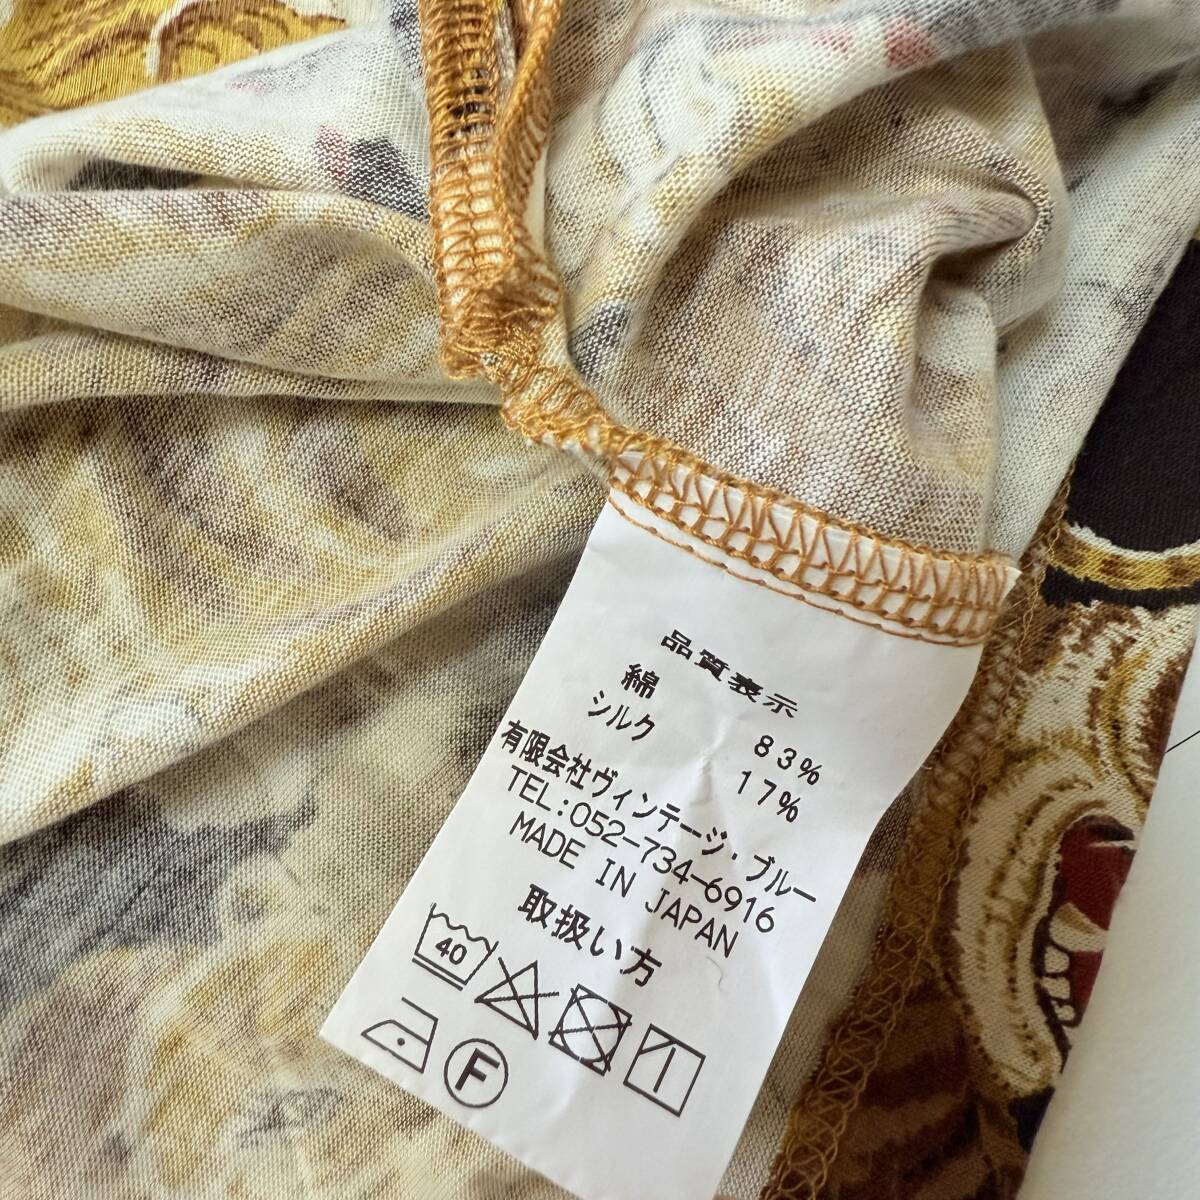 品質表示
綿 83%
シルク 17%
有限会社ヴィンテージ・ブルー
TEL:052-734-6916
MADE IN JAPAN
取扱い方
40
F